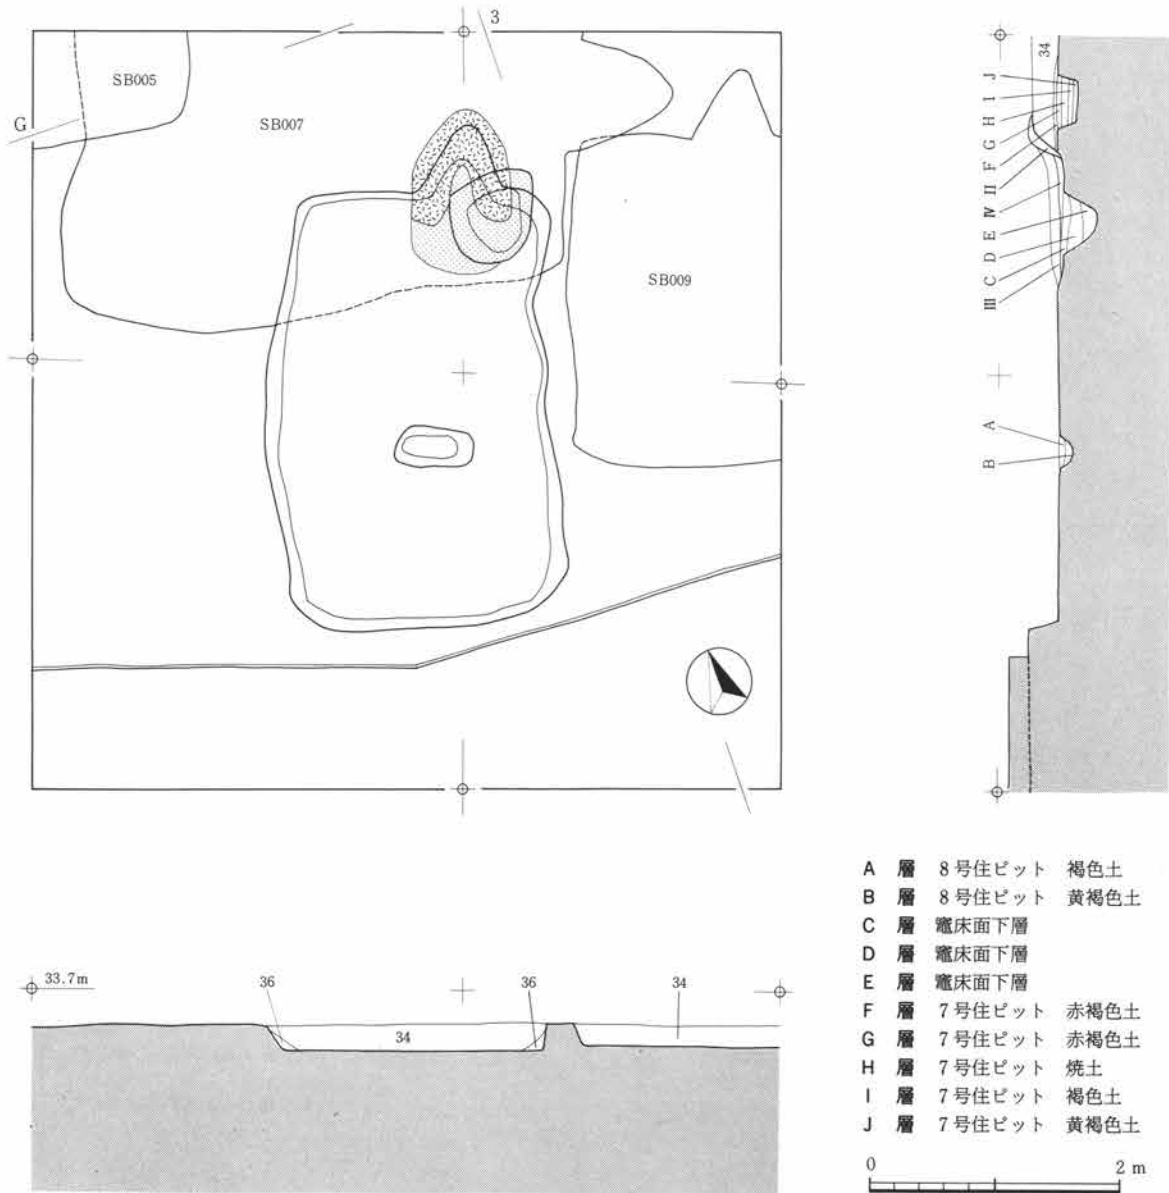 3
SB005
G
SB007
SB009
34
J
I
H
G
F
II
IV
E
D
C
III
A
B
33.7m
36
36
34
34
A 層 8号住ピット 褐色土
B 層 8号住ピット 黄褐色土
C 層 竈床面下層
D 層 竈床面下層
E 層 竈床面下層
F 層 7号住ピット 赤褐色土
G 層 7号住ピット 赤褐色土
H 層 7号住ピット 焼土
I 層 7号住ピット 褐色土
J 層 7号住ピット 黄褐色土
0 2 m